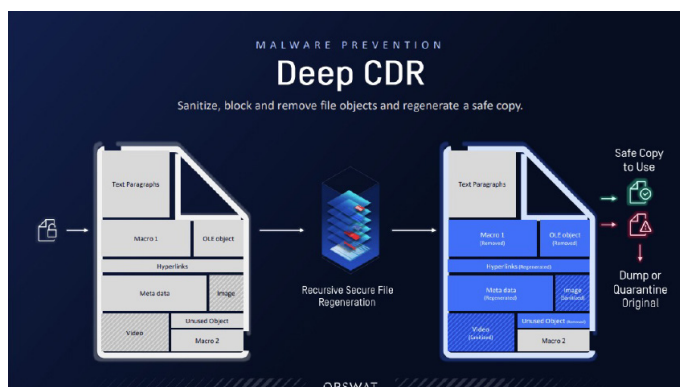 MALWARE PREVENTION
Deep CDR
Sanitize, block and remove file objects and regenerate a safe copy.
Text Paragraphs
Macro 1
OLE object
Hyperlinks
Meta data
Image
Video
Unused Object
Macro 2
Recursive Secure File
Regeneration
Text Paragraphs
Macro 1
(Removed)
OLE object
(Removed)
Hyperlinks (Regenerated)
Meta data
(Regenerated)
Image
(Sanitized)
Video
(Sanitized)
Unused Object (Removed)
Macro 2
Safe Copy
to Use
Dump or
Quarantine
Original
OPSWAT